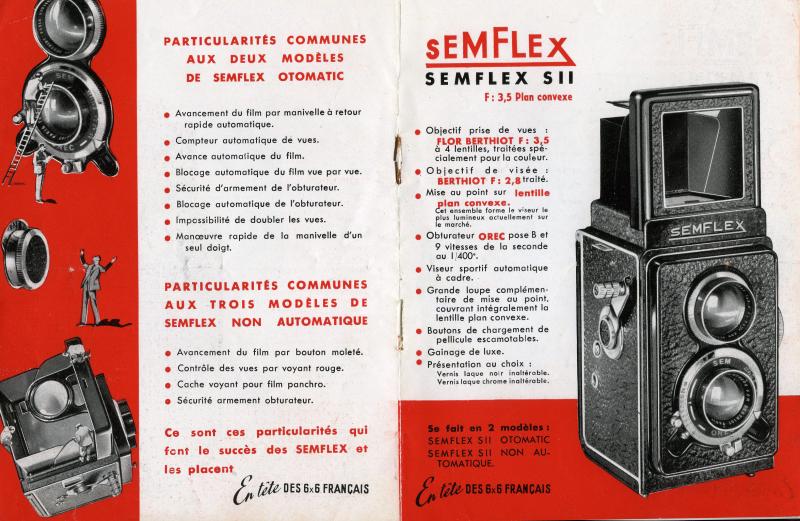 PARTICULARITÉS COMMUNES
AUX DEUX MODÈLES
DE SEMFLEX OTOMATIC
Avancement du film par manivelle à retour
rapide automatique.
Compteur automatique de vues.
Avance automatique du film.
Blocage automatique du film vue par vue.
Sécurité d'armement de l'obturateur.
Blocage automatique de l'obturateur.
Impossibilité de doubler les vues.
Manœuvre rapide de la manivelle d'un
seul doigt.
PARTICULARITÉS COMMUNES
AUX TROIS MODÈLES DE
SEMFLEX NON AUTOMATIQUE
Avancement du film par bouton moleté.
Contrôle des vues par voyant rouge.
Cache voyant pour film panchro.
Sécurité armement obturateur.
Ce sont ces particularités qui
font le succès des SEMFLEX et
les placent
En tête DES 6x6 FRANÇAIS
SEMFLEX
SEMFLEX SII
F: 3,5 Plan convexe
Objectif prise de vues :
FLOR BERTHIOT F: 3,5
à 4 lentilles, traitées spé-
cialement pour la couleur.
Objectif de visée :
BERTHIOT F: 2,8 traité.
Mise au point sur lentille
plan convexe.
Cet ensemble forme le viseur le
plus lumineux actuellement sur
le marché.
Obturateur OREC pose B et
9 vitesses de la seconde
au 1/400e.
Viseur sportif automatique
à cadre.
Grande loupe complémen-
taire de mise au point,
couvrant intégralement la
lentille plan convexe.
Boutons de chargement de
pellicule escamotables.
Gainage de luxe.
Présentation au choix :
Vernis laque noir inaltérable.
Vernis laque chrome inaltérable.
Se fait en 2 modèles :
SEMFLEX SII OTOMATIC
SEMFLEX SII NON AU-
TOMATIQUE.
En tête DES 6x6 FRANÇAIS
SEMFLEX
SEM
OREC